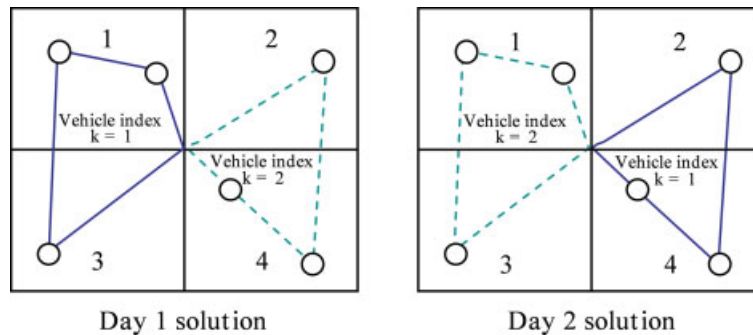 1
2
Vehicle index
k = 1
Vehicle index
k = 2
3
4
Day 1 solution
1
2
Vehicle index
k = 2
Vehicle index
k = 1
3
4
Day 2 solution